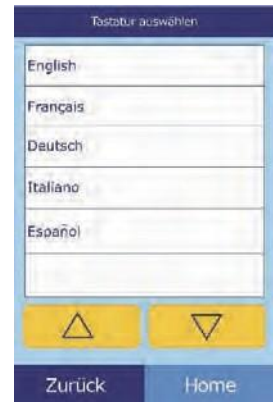 Tastatur auswählen
English
Français
Deutsch
Italiano
Español
Zurück Home